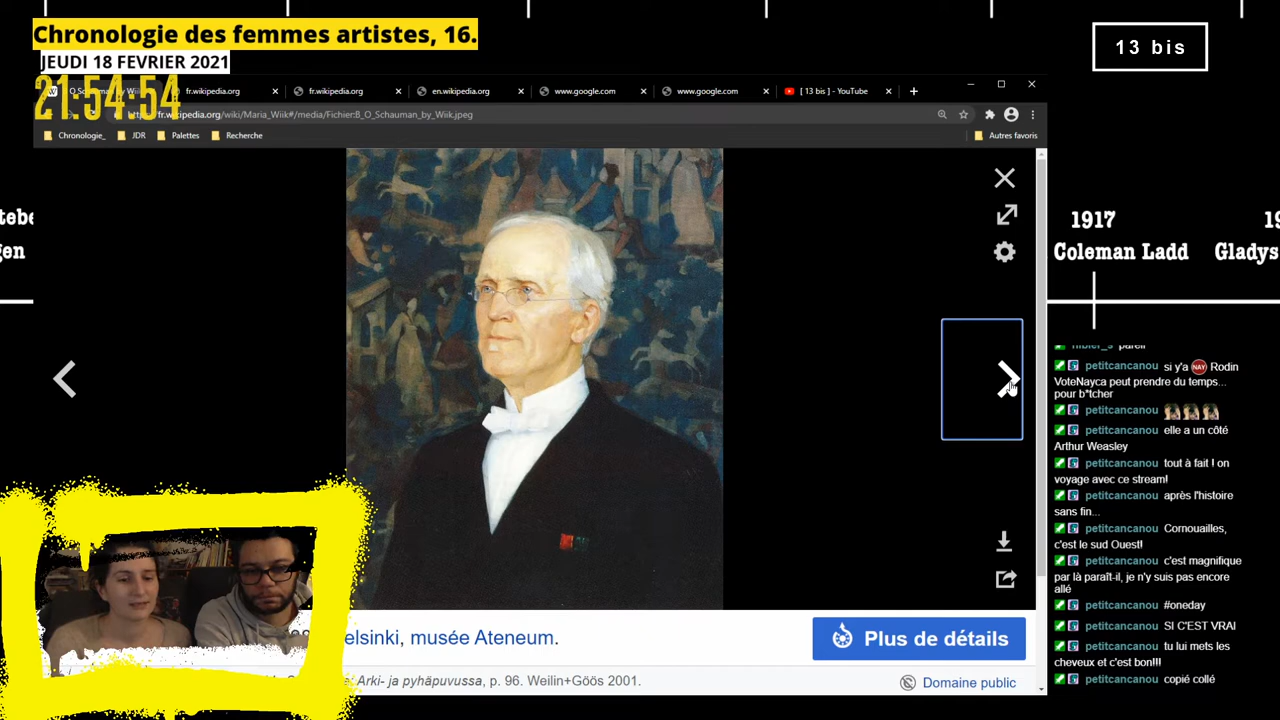 Chronologie des femmes artistes, 16.
JEUDI 18 FEVRIER 2021
21:54:54
13 bis
fr.wikipedia.org
fr.wikipedia.org
en.wikipedia.org
www.google.com
www.google.com
[ 13 bis ] - YouTube
fr.wikipedia.org/wiki/Maria_Wiik#/media/Fichier:B_O_Schauman_by_Wiik.jpeg
Chronologie_
JDR
Palettes
Recherche
Autres favoris
1917
Coleman Ladd
Gladys
pareil
petitcancanou si y'a NAY Rodin
VoteNayca peut prendre du temps...
pour b*tcher
petitcancanou
petitcancanou elle a un côté
Arthur Weasley
petitcancanou tout à fait ! on
voyage avec ce stream!
petitcancanou après l'histoire
sans fin...
petitcancanou Cornouailles,
c'est le sud Ouest!
petitcancanou c'est magnifique
par là paraît-il, je n'y suis pas encore
allé
petitcancanou #oneday
petitcancanou SI C'EST VRAI
petitcancanou tu lui mets les
cheveux et c'est bon!!!
petitcancanou copié collé
elsinki, musée Ateneum.
Plus de détails
Arki- ja pyhäpuvussa, p. 96. Weilin+Göös 2001.
Domaine public